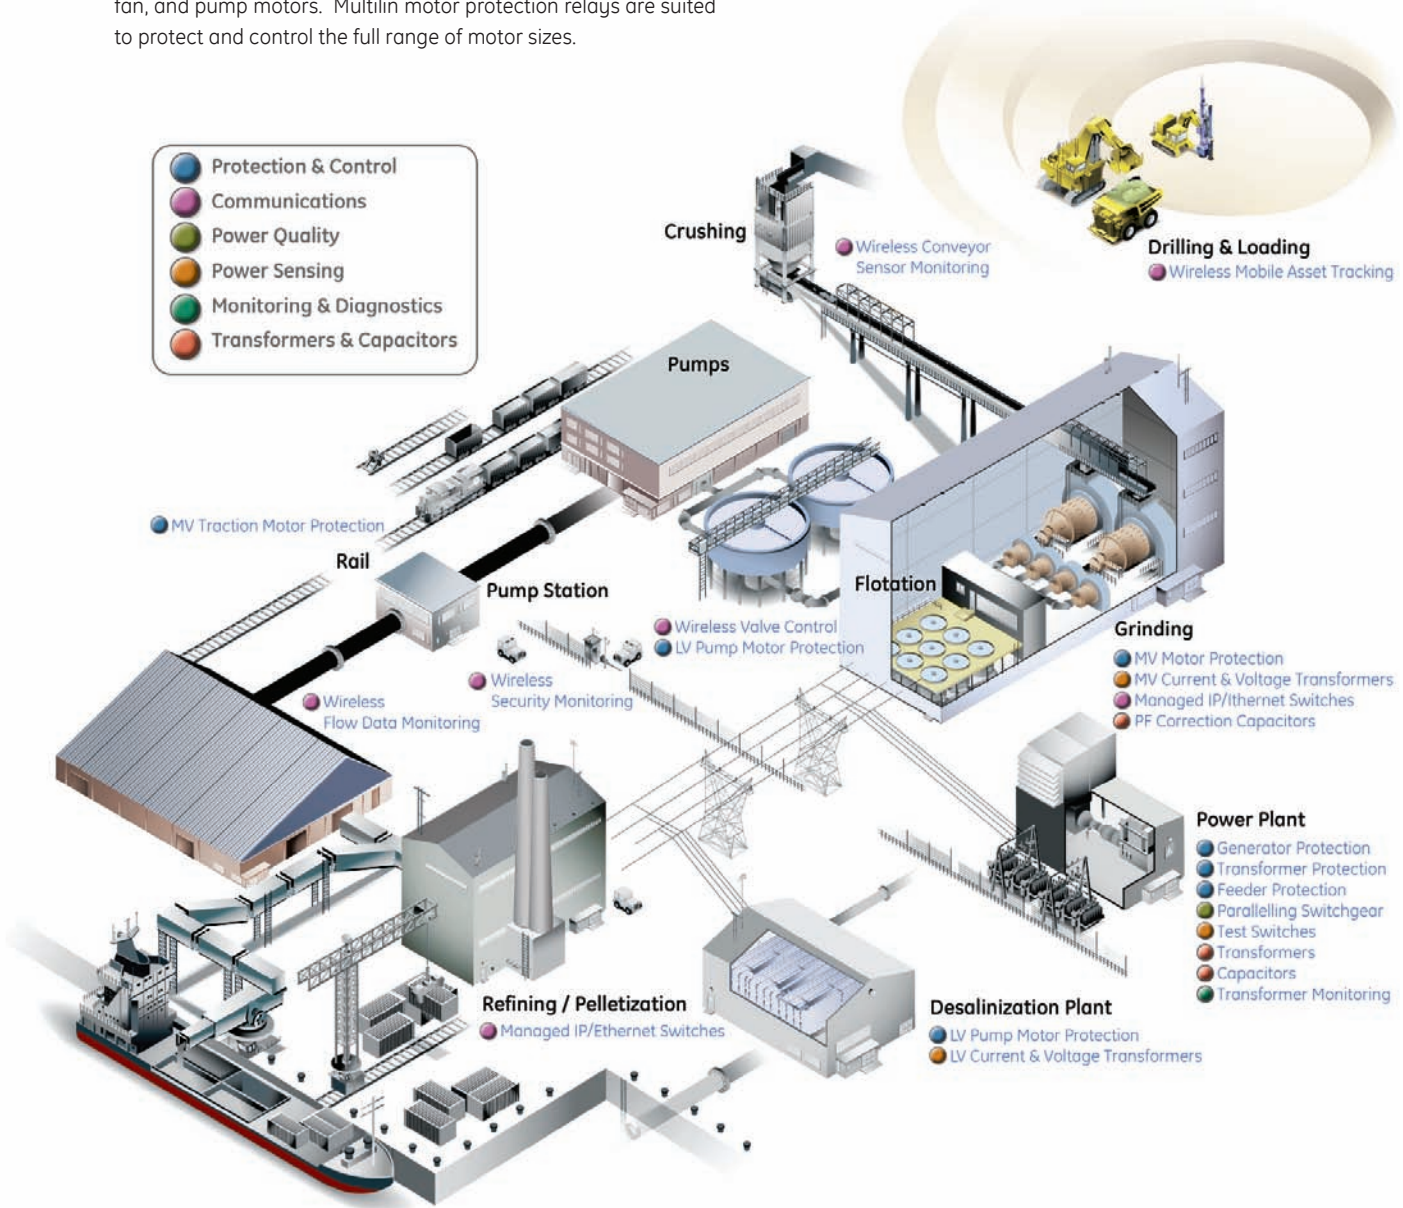 fan, and pump motors. Multilin motor protection relays are suited
to protect and control the full range of motor sizes.
Protection & Control
Communications
Power Quality
Power Sensing
Monitoring & Diagnostics
Transformers & Capacitors
Crushing
Wireless Conveyor
Sensor Monitoring
Drilling & Loading
Wireless Mobile Asset Tracking
Pumps
MV Traction Motor Protection
Rail
Pump Station
Flotation
Wireless Valve Control
LV Pump Motor Protection
Wireless
Security Monitoring
Wireless
Flow Data Monitoring
Grinding
MV Motor Protection
MV Current & Voltage Transformers
Managed IP/Ithernet Switches
PF Correction Capacitors
Power Plant
Generator Protection
Transformer Protection
Feeder Protection
Parallelling Switchgear
Test Switches
Transformers
Capacitors
Transformer Monitoring
Refining / Pelletization
Managed IP/Ethernet Switches
Desalinization Plant
LV Pump Motor Protection
LV Current & Voltage Transformers